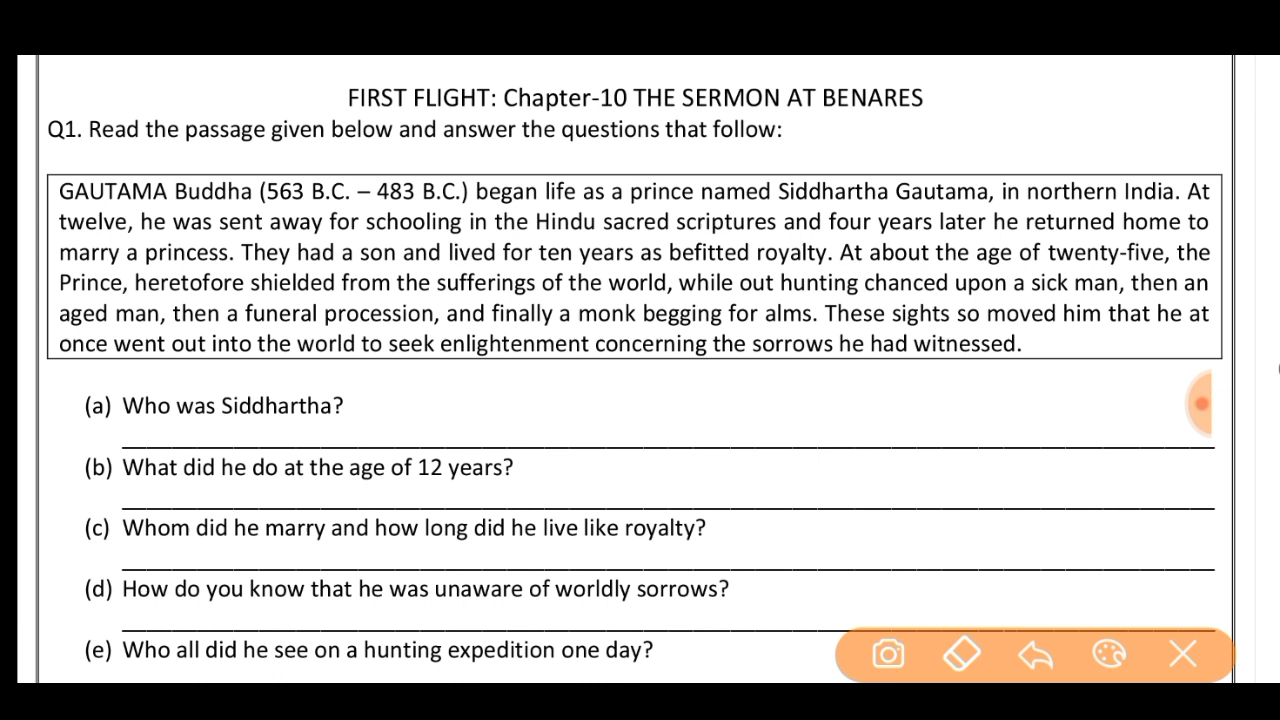 FIRST FLIGHT: Chapter-10 THE SERMON AT BENARES
Q1. Read the passage given below and answer the questions that follow:
GAUTAMA Buddha (563 B.C. – 483 B.C.) began life as a prince named Siddhartha Gautama, in northern India. At
twelve, he was sent away for schooling in the Hindu sacred scriptures and four years later he returned home to
marry a princess. They had a son and lived for ten years as befitted royalty. At about the age of twenty-five, the
Prince, heretofore shielded from the sufferings of the world, while out hunting chanced upon a sick man, then an
aged man, then a funeral procession, and finally a monk begging for alms. These sights so moved him that he at
once went out into the world to seek enlightenment concerning the sorrows he had witnessed.
(a) Who was Siddhartha?
(b) What did he do at the age of 12 years?
(c) Whom did he marry and how long did he live like royalty?
(d) How do you know that he was unaware of worldly sorrows?
(e) Who all did he see on a hunting expedition one day?